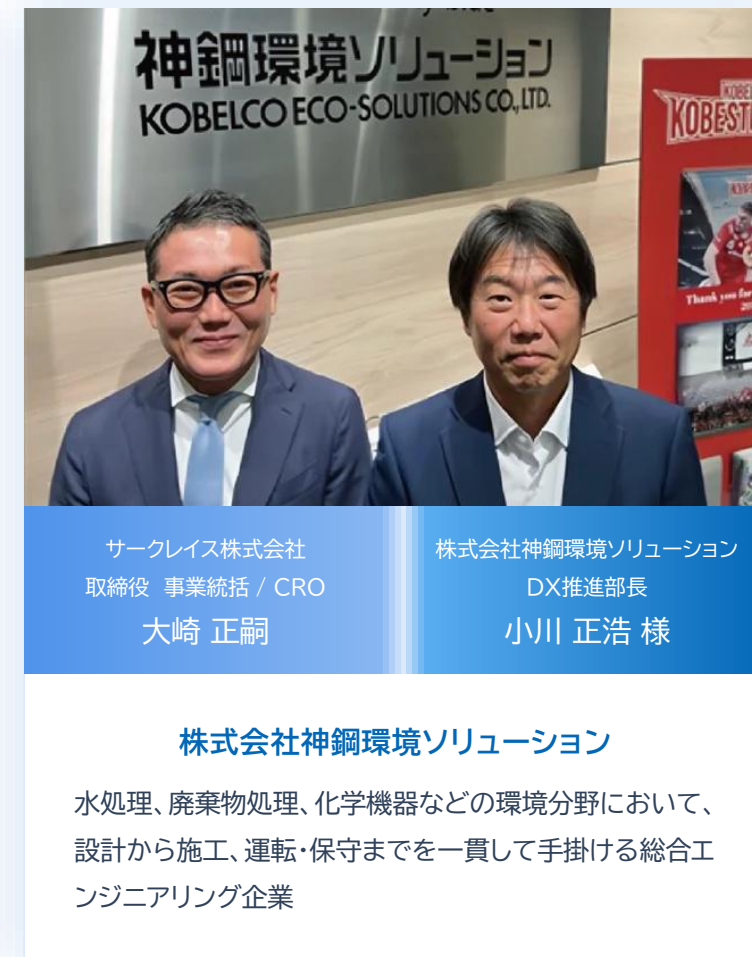 神鋼環境ソリューション
KOBELCO ECO-SOLUTIONS CO., LTD.
Thank you for
サークレイス株式会社
取締役 事業統括 / CRO
大崎 正嗣
株式会社神鋼環境ソリューション
DX推進部長
小川 正浩 様
株式会社神鋼環境ソリューション
水処理、廃棄物処理、化学機器などの環境分野において、
設計から施工、運転・保守までを一貫して手掛ける総合エ
ンジニアリング企業